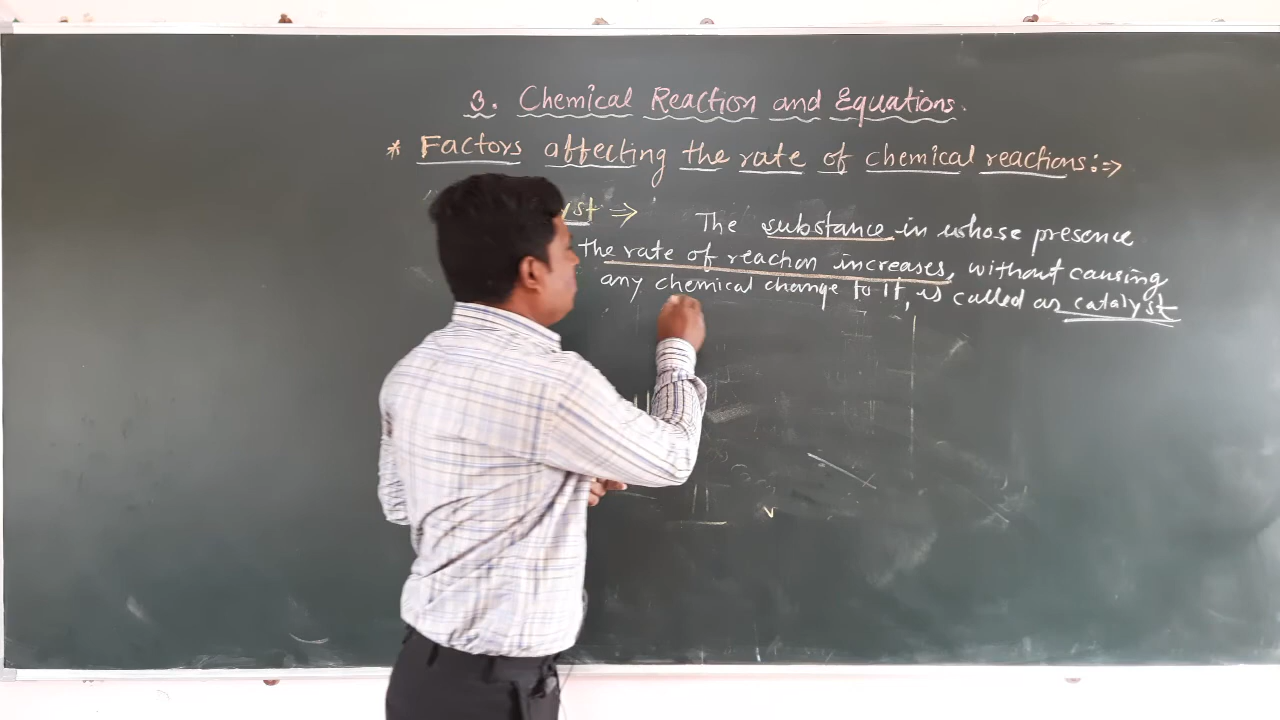 3. Chemical Reaction and Equations.
* Factors affecting the rate of chemical reactions:->
yst ⇒ The substance in whose presence
the rate of reaction increases, without causing
any chemical change to it, is called as catalyst